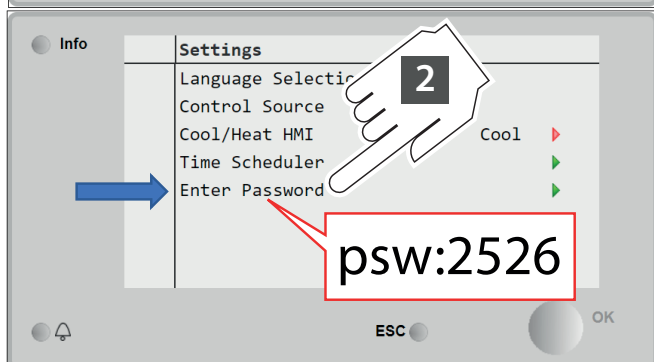 Info
Settings
Language Selectio
Control Source
Cool/Heat HMI Cool
Time Scheduler
Enter Password
2
psw:2526
ESC
OK